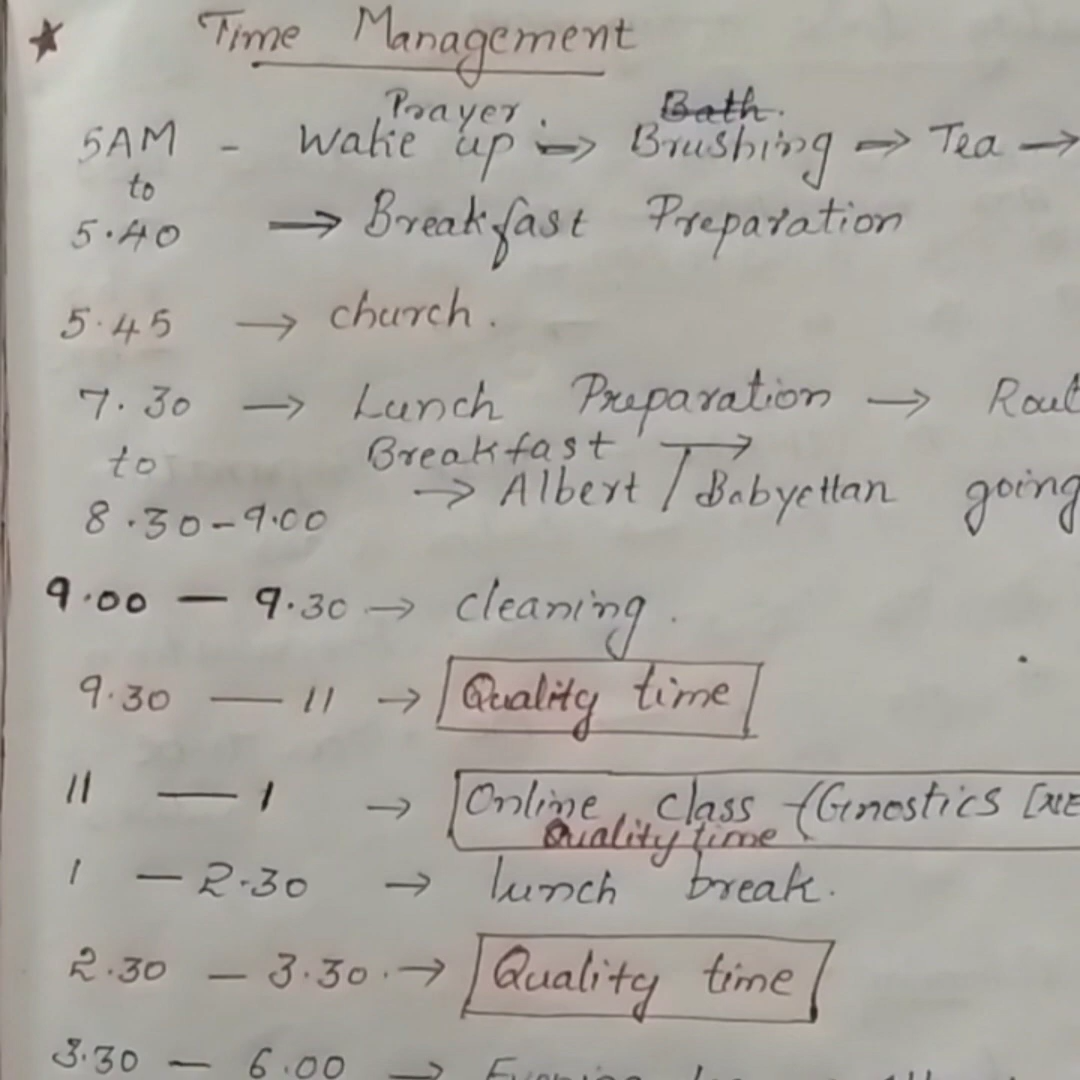 ★ Time Management
Prayer. Bath.
5AM - Wake up → Brushing → Tea →
to
5.40 → Breakfast Preparation
5.45 → church.
7.30 → Lunch Preparation →
to Breakfast →
→ Albert / Babyettan going
8.30-9.00
9.00 — 9.30 → cleaning.
9.30 — 11 → Quality time
11 — 1 → Online class (Gnostics
Quality time
1 — 2.30 → lunch break.
2.30 — 3.30. → Quality time
3.30 — 6.00 →